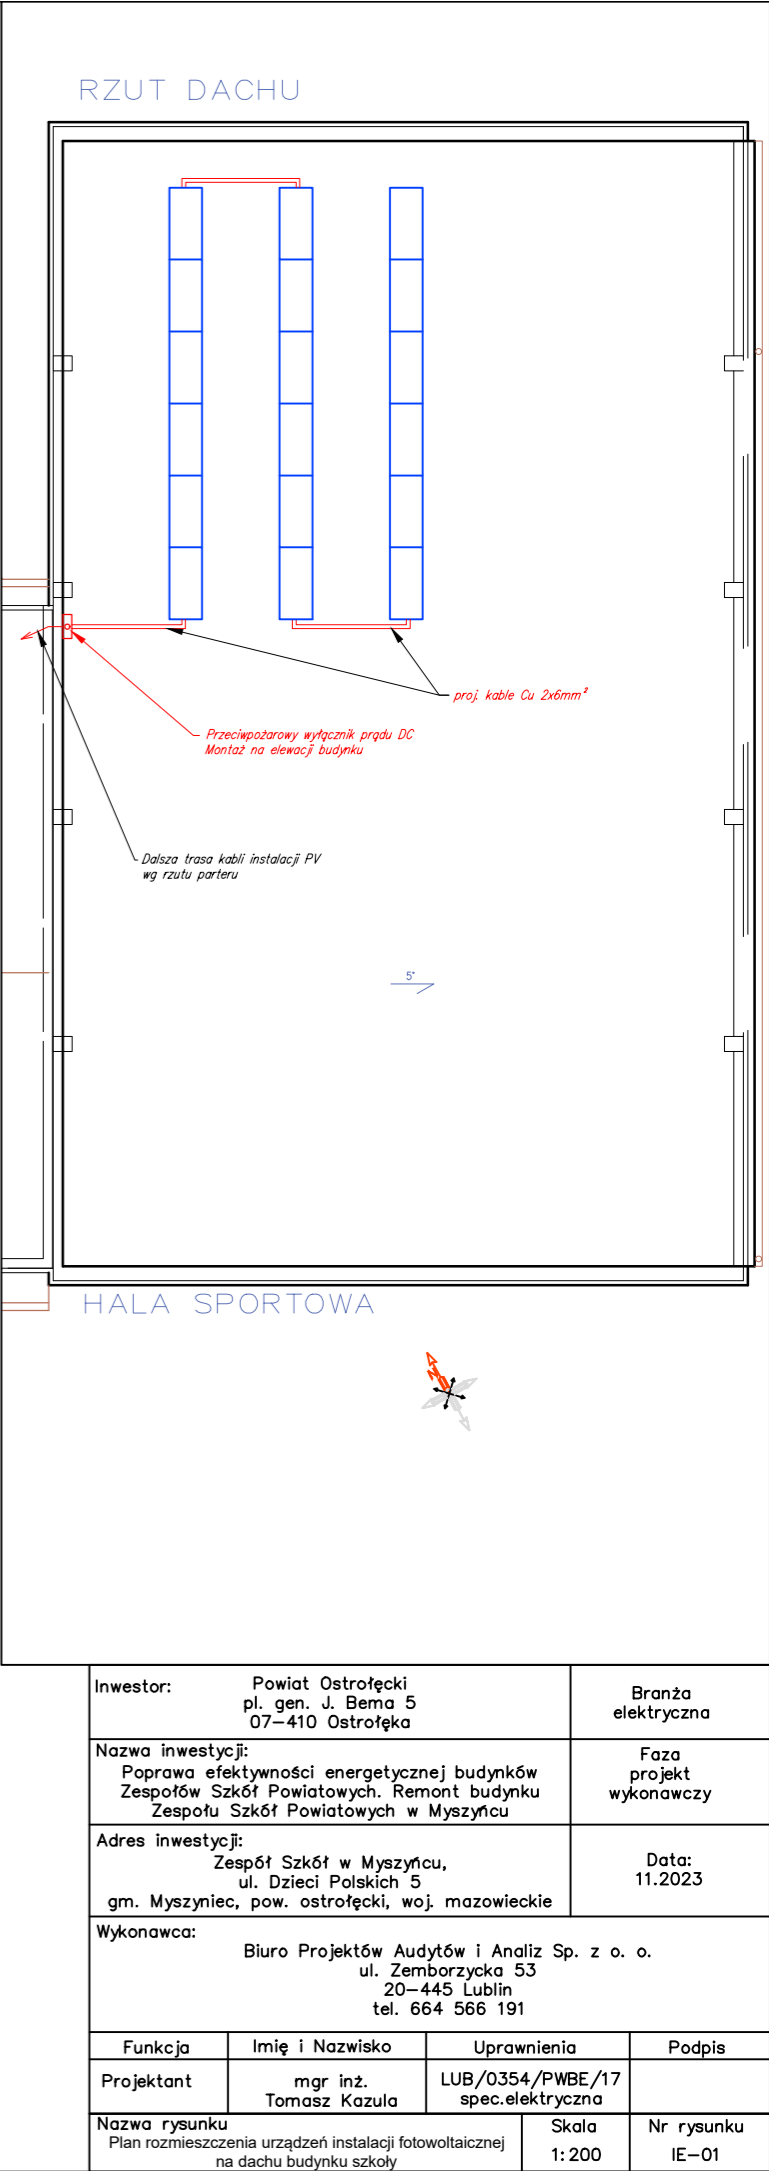 RZUT DACHU
proj. kable Cu 2x6mm²
Przeciwpożarowy wyłącznik prądu DC
Montaż na elewacji budynku
Dalsza trasa kabli instalacji PV
wg rzutu parteru
5°
HALA SPORTOWA
N
Inwestor:
Powiat Ostrołęcki
pl. gen. J. Bema 5
07-410 Ostrołęka
Branża
elektryczna
Nazwa inwestycji:
Poprawa efektywności energetycznej budynków
Zespołów Szkół Powiatowych. Remont budynku
Zespołu Szkół Powiatowych w Myszyńcu
Faza
projekt
wykonawczy
Adres inwestycji:
Zespół Szkół w Myszyńcu,
ul. Dzieci Polskich 5
gm. Myszyniec, pow. ostrołęcki, woj. mazowieckie
Data:
11.2023
Wykonawca:
Biuro Projektów Audytów i Analiz Sp. z o. o.
ul. Zemborzycka 53
20-445 Lublin
tel. 664 566 191
Funkcja
Imię i Nazwisko
Uprawnienia
Podpis
Projektant
mgr inż.
Tomasz Kazula
LUB/0354/PWBE/17
spec.elektryczna
Nazwa rysunku
Plan rozmieszczenia urządzeń instalacji fotowoltaicznej
na dachu budynku szkoły
Skala
1:200
Nr rysunku
IE-01